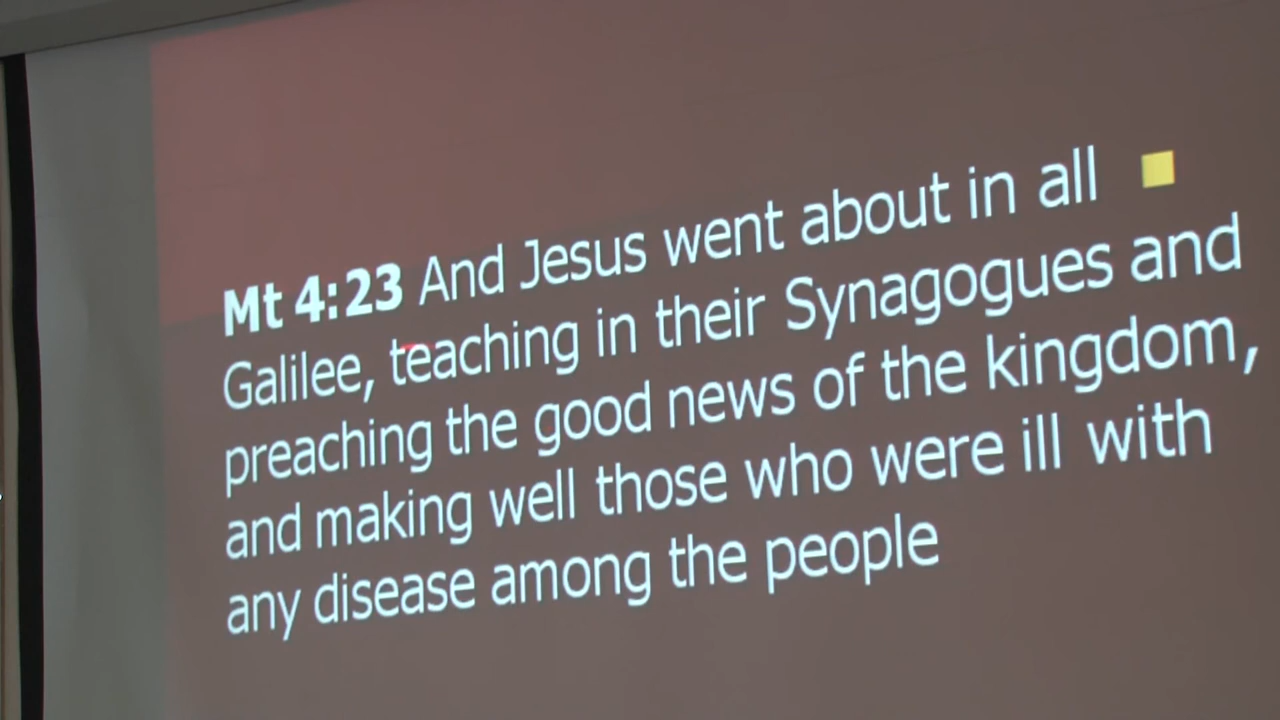 Mt 4:23 And Jesus went about in all
Galilee, teaching in their Synagogues and
preaching the good news of the kingdom,
and making well those who were ill with
any disease among the people